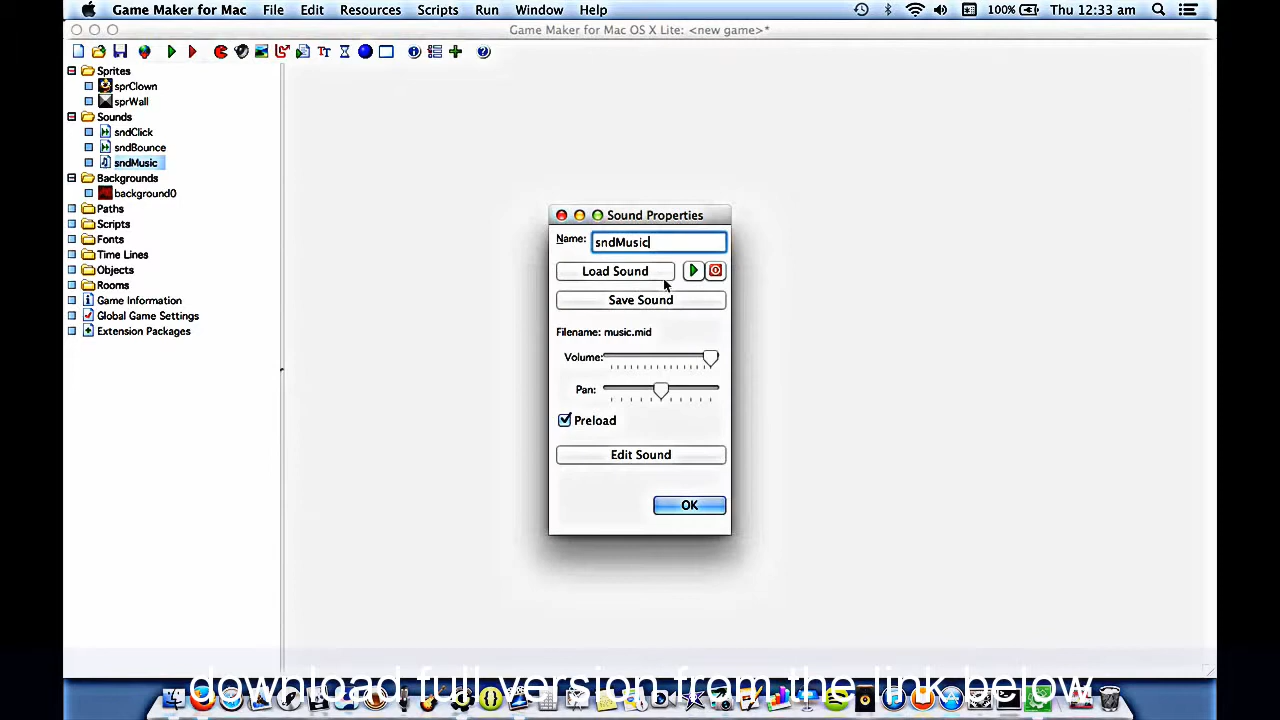 Game Maker for Mac File Edit Resources Scripts Run Window Help 100% Thu 12:33 am
Game Maker for Mac OS X Lite: <new game>*
Sprites
sprClown
sprWall
Sounds
sndClick
sndBounce
sndMusic
Backgrounds
background0
Paths
Scripts
Fonts
Time Lines
Objects
Rooms
Game Information
Global Game Settings
Extension Packages
Sound Properties
Name: sndMusic
Load Sound
Save Sound
Filename: music.mid
Volume:
Pan:
Preload
Edit Sound
OK
download full version from the link below